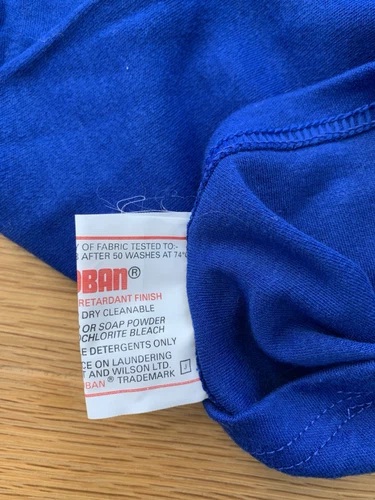 Y OF FABRIC TESTED TO:-
AFTER 50 WASHES AT 74°
OBAN®
RETARDANT FINISH
DRY CLEANABLE
OR SOAP POWDER
OCHLORITE BLEACH
E DETERGENTS ONLY
CE ON LAUNDERING
T AND WILSON LTD.
OBAN® TRADEMARK